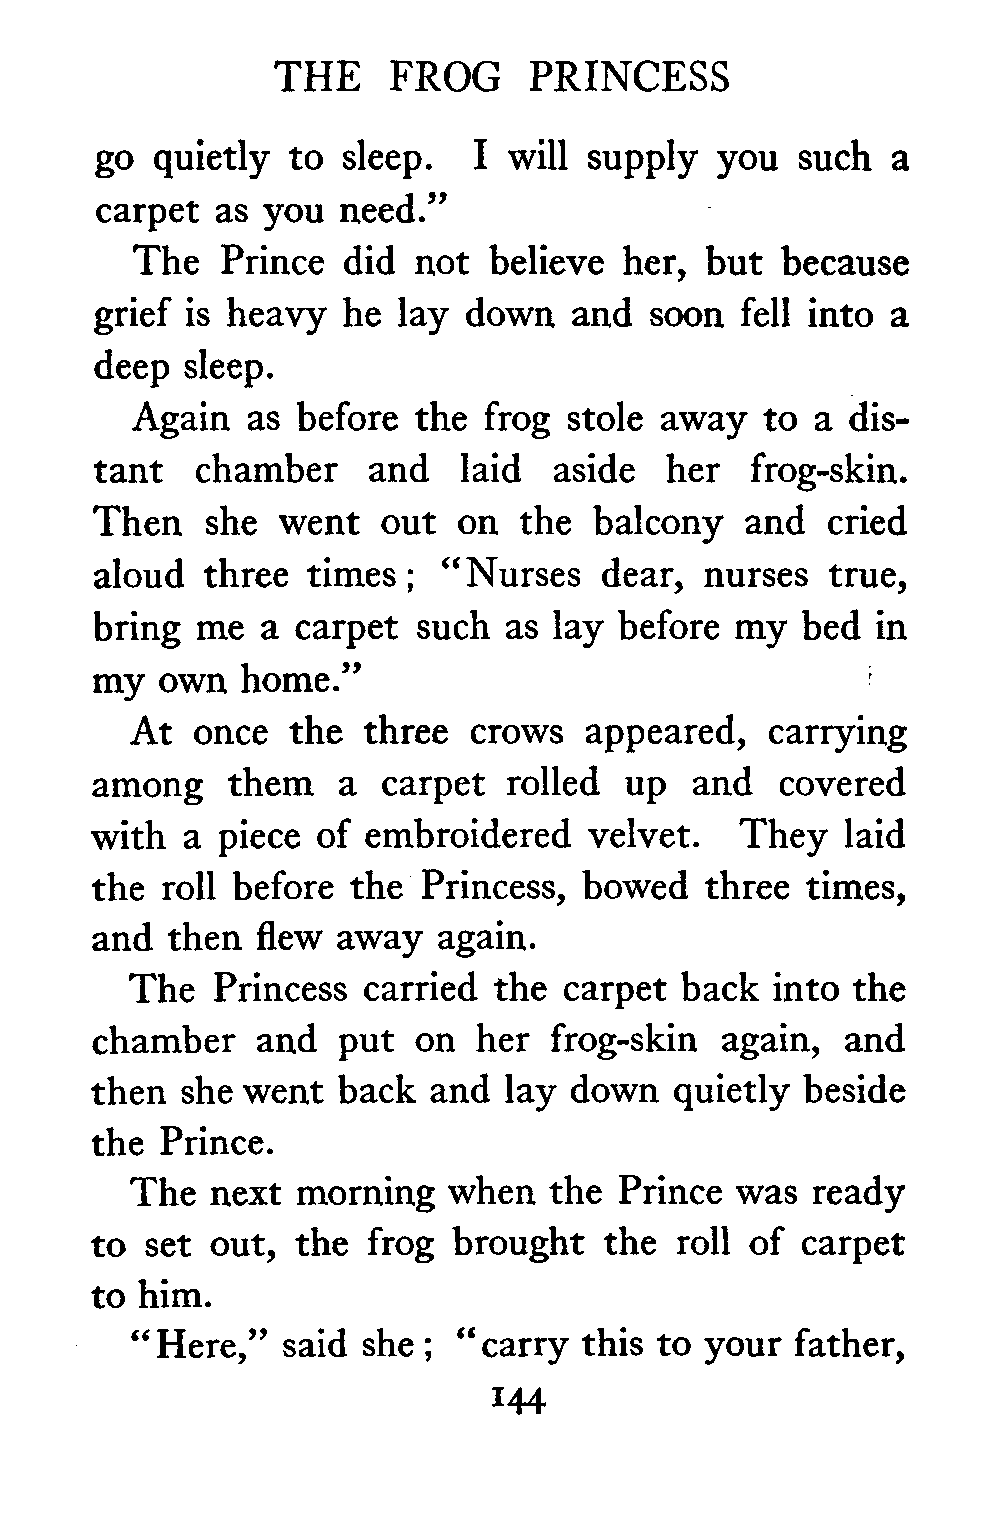 THE FROG PRINCESS
go quietly to sleep. I will supply you such a
carpet as you need.”
The Prince did not believe her, but because
grief is heavy he lay down and soon fell into a
deep sleep.
Again as before the frog stole away to a dis-
tant chamber and laid aside her frog-skin.
Then she went out on the balcony and cried
aloud three times; “Nurses dear, nurses true,
bring me a carpet such as lay before my bed in
my own home.”
At once the three crows appeared, carrying
among them a carpet rolled up and covered
with a piece of embroidered velvet. They laid
the roll before the Princess, bowed three times,
and then flew away again.
The Princess carried the carpet back into the
chamber and put on her frog-skin again, and
then she went back and lay down quietly beside
the Prince.
The next morning when the Prince was ready
to set out, the frog brought the roll of carpet
to him.
“Here,” said she; “carry this to your father,
144